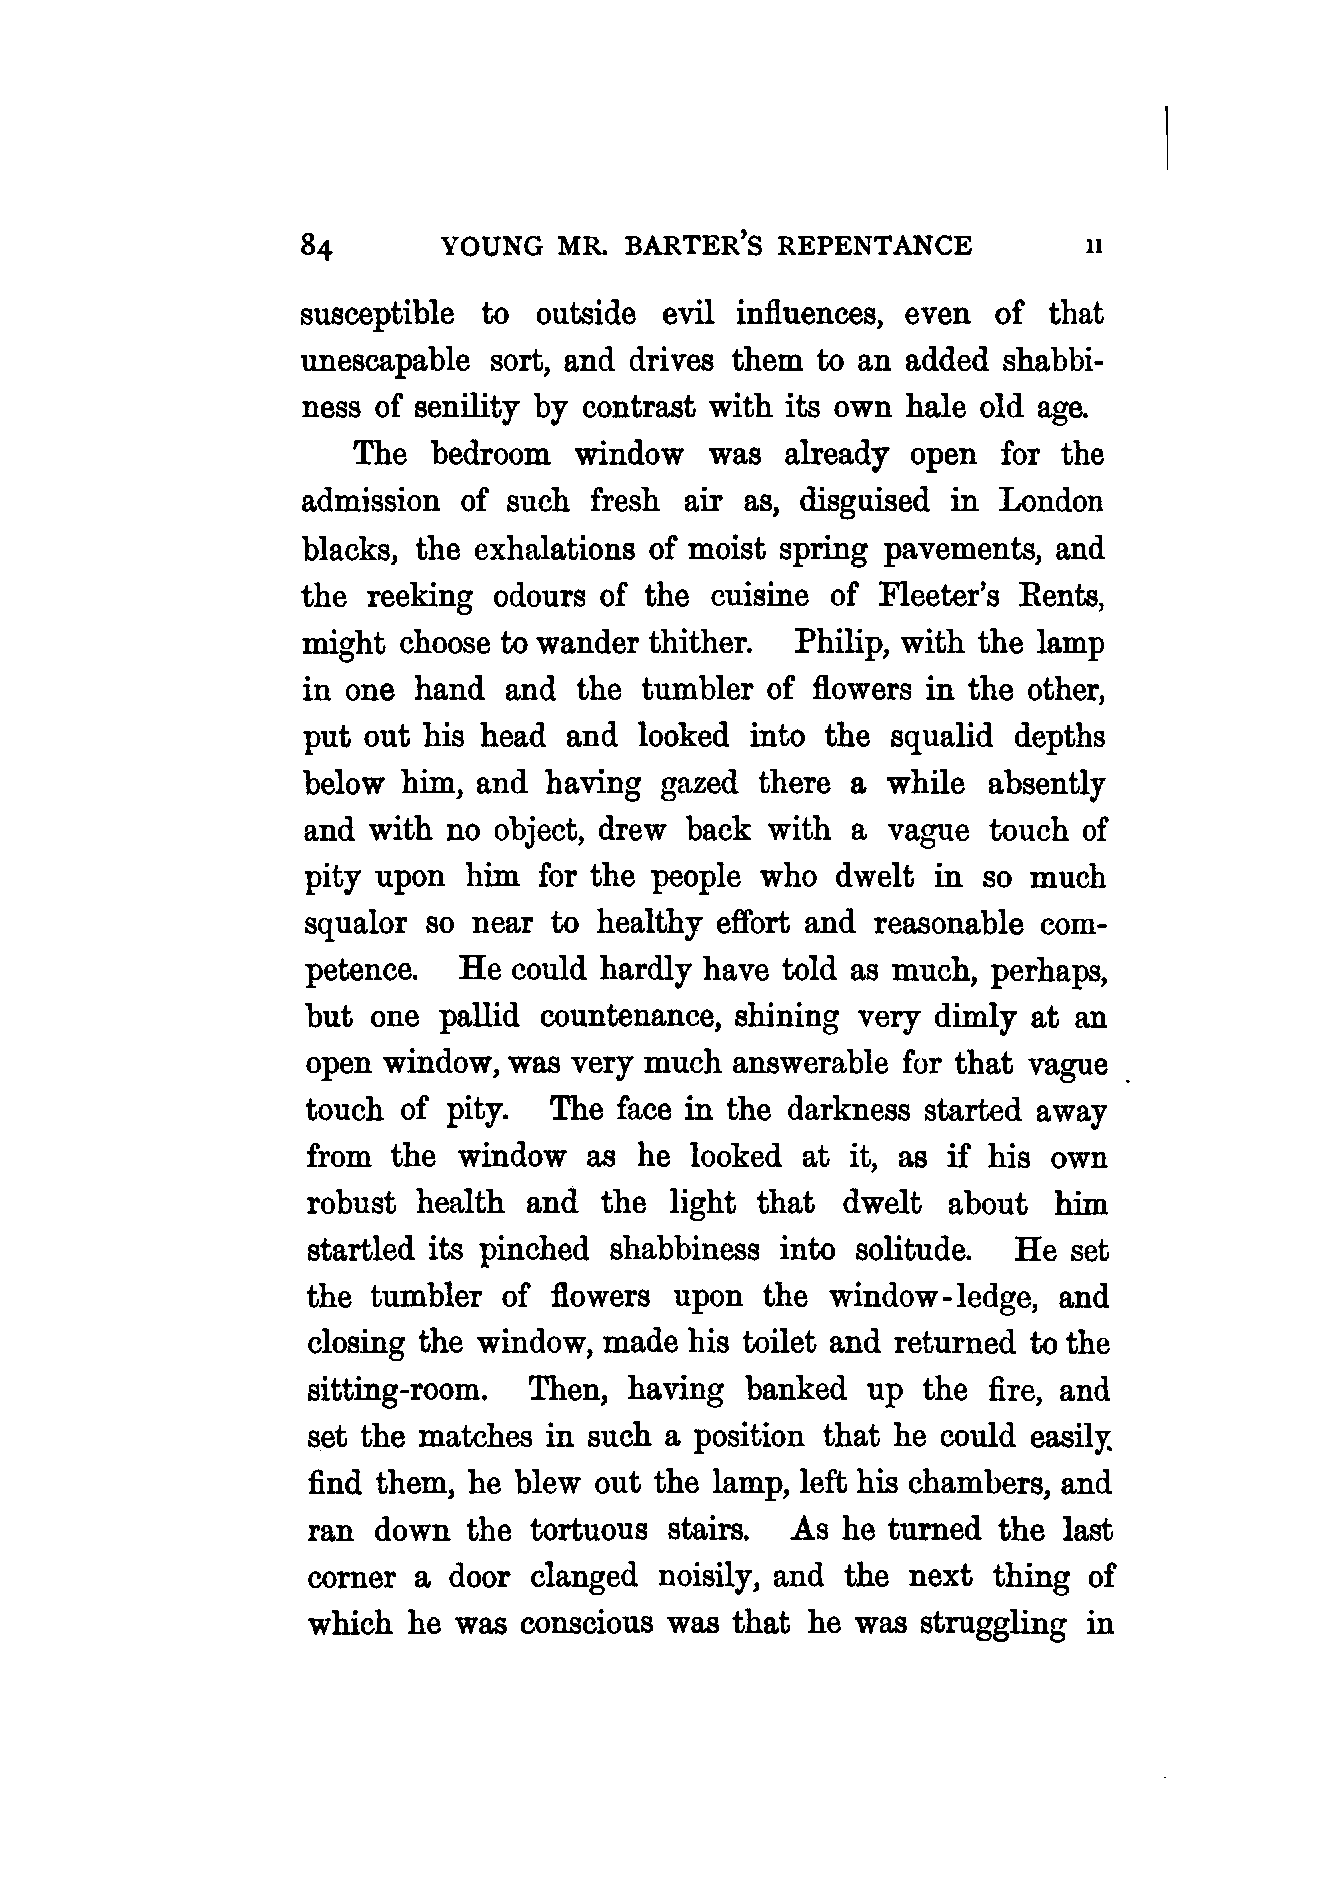 84 YOUNG MR. BARTER'S REPENTANCE II
susceptible to outside evil influences, even of that
unescapable sort, and drives them to an added shabbi-
ness of senility by contrast with its own hale old age.
The bedroom window was already open for the
admission of such fresh air as, disguised in London
blacks, the exhalations of moist spring pavements, and
the reeking odours of the cuisine of Fleeter's Rents,
might choose to wander thither. Philip, with the lamp
in one hand and the tumbler of flowers in the other,
put out his head and looked into the squalid depths
below him, and having gazed there a while absently
and with no object, drew back with a vague touch of
pity upon him for the people who dwelt in so much
squalor so near to healthy effort and reasonable com-
petence. He could hardly have told as much, perhaps,
but one pallid countenance, shining very dimly at an
open window, was very much answerable for that vague
touch of pity. The face in the darkness started away
from the window as he looked at it, as if his own
robust health and the light that dwelt about him
startled its pinched shabbiness into solitude. He set
the tumbler of flowers upon the window-ledge, and
closing the window, made his toilet and returned to the
sitting-room. Then, having banked up the fire, and
set the matches in such a position that he could easily
find them, he blew out the lamp, left his chambers, and
ran down the tortuous stairs. As he turned the last
corner a door clanged noisily, and the next thing of
which he was conscious was that he was struggling in